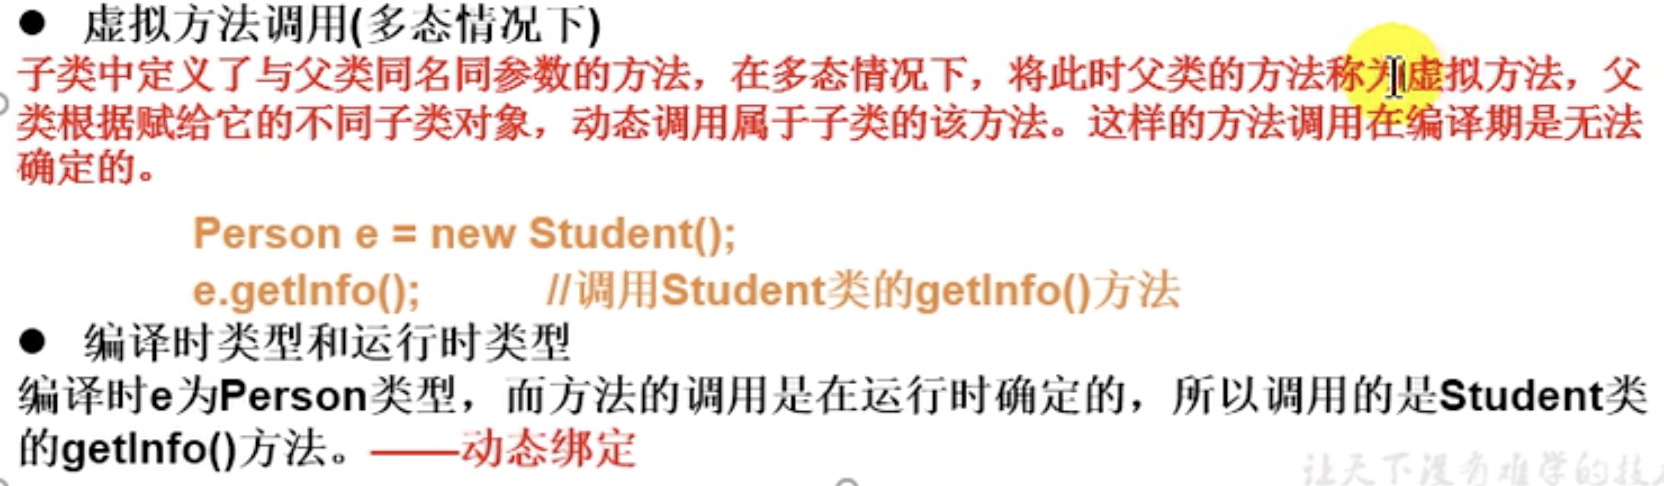 ● 虚拟方法调用(多态情况下)
子类中定义了与父类同名同参数的方法，在多态情况下，将此时父类的方法称为虚拟方法，父
类根据赋给它的不同子类对象，动态调用属于子类的该方法。这样的方法调用在编译期是无法
确定的。
Person e = new Student();
e.getInfo(); //调用Student类的getInfo()方法
● 编译时类型和运行时类型
编译时e为Person类型，而方法的调用是在运行时确定的，所以调用的是Student类
的getInfo()方法。——动态绑定
让天下没有难学的技